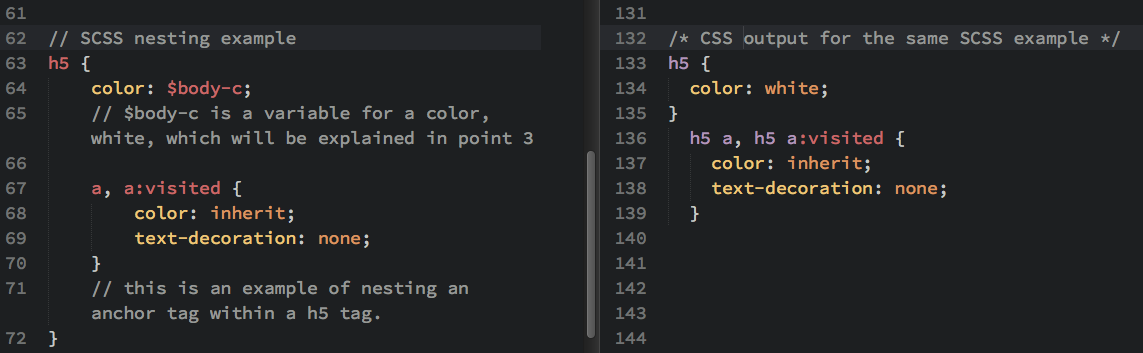 61
62 // SCSS nesting example
63 h5 {
64 color: $body-c;
65 // $body-c is a variable for a color,
white, which will be explained in point 3
66
67 a, a:visited {
68 color: inherit;
69 text-decoration: none;
70 }
71 // this is an example of nesting an
anchor tag within a h5 tag.
72 }
131
132 /* CSS output for the same SCSS example */
133 h5 {
134 color: white;
135 }
136 h5 a, h5 a:visited {
137 color: inherit;
138 text-decoration: none;
139 }
140
141
142
143
144